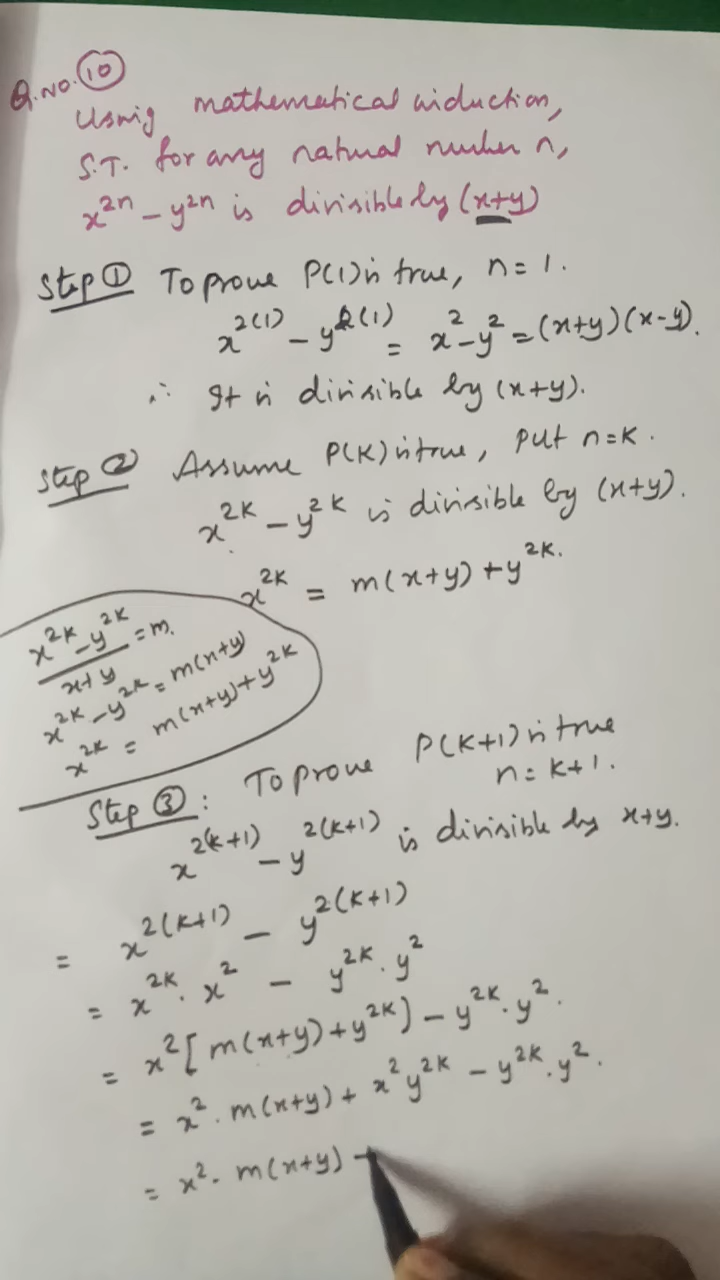 Q.NO. 10
Using mathematical induction,
S.T. for any natural number n,
x^2n − y^2n is divisible by (x+y)
Step ① To prove P(1) is true, n = 1.
x^2(1) − y^2(1) = x^2 − y^2 = (x+y)(x−y).
∴ It is divisible by (x+y).
Step ② Assume P(K) is true, Put n=K.
x^2K − y^2K is divisible by (x+y).
x^2K = m(x+y) + y^2K.
x^2K − y^2K / x+y = m.
x^2K − y^2K = m(x+y)
x^2K = m(x+y) + y^2K
Step ③ : To prove P(K+1) is true
n = K+1.
x^2(K+1) − y^2(K+1) is divisible by x+y.
= x^2(K+1) − y^2(K+1)
= x^2K . x^2 − y^2K . y^2
= x^2 [m(x+y) + y^2K] − y^2K . y^2.
= x^2 . m(x+y) + x^2 y^2K − y^2K . y^2.
= x^2 . m(x+y) +